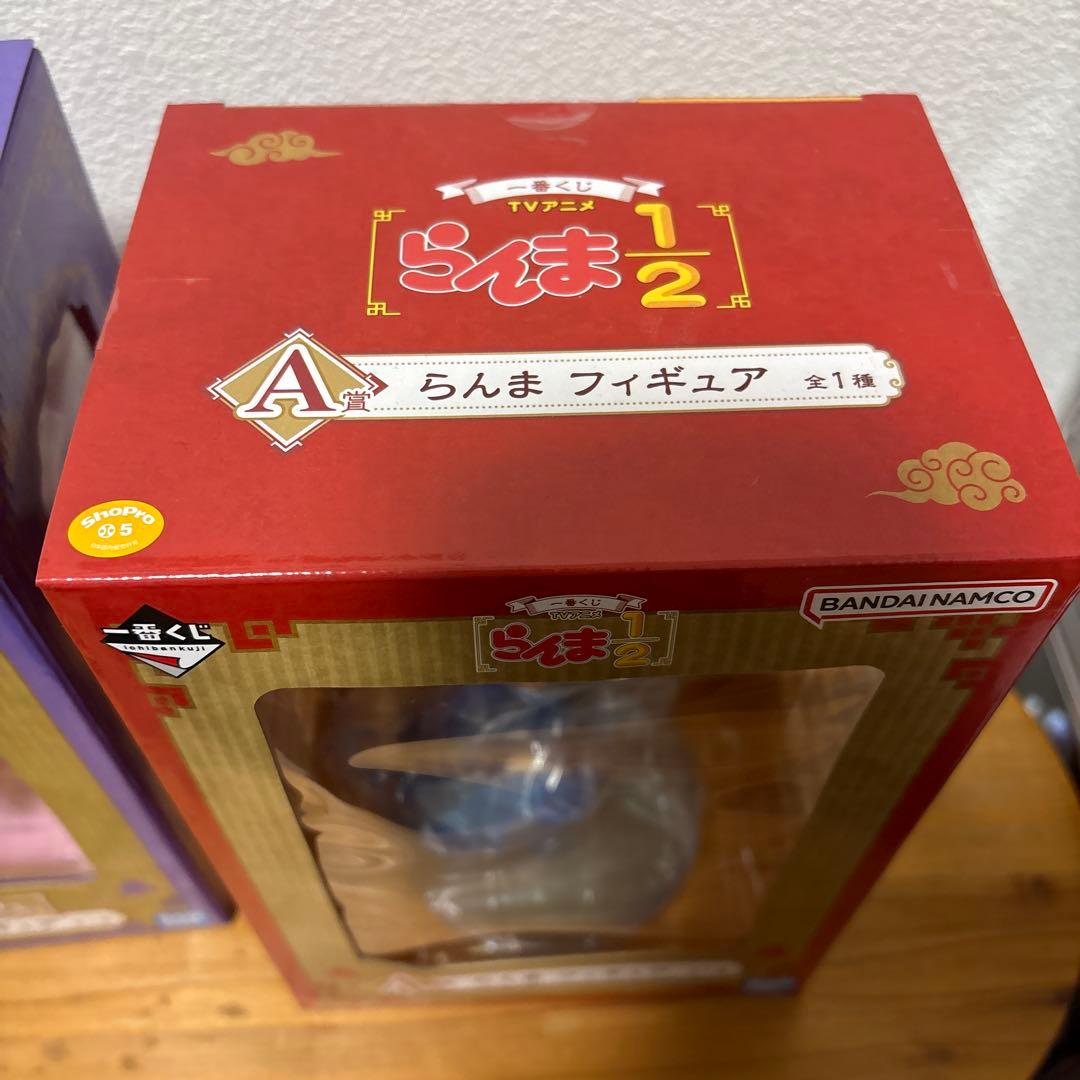 一番くじ
TVアニメ
らんま1/2
A賞 らんま フィギュア 全1種
ShoPro
5
一番くじ
ichibankuji
一番くじ
TVアニメ
らんま1/2
BANDAI NAMCO